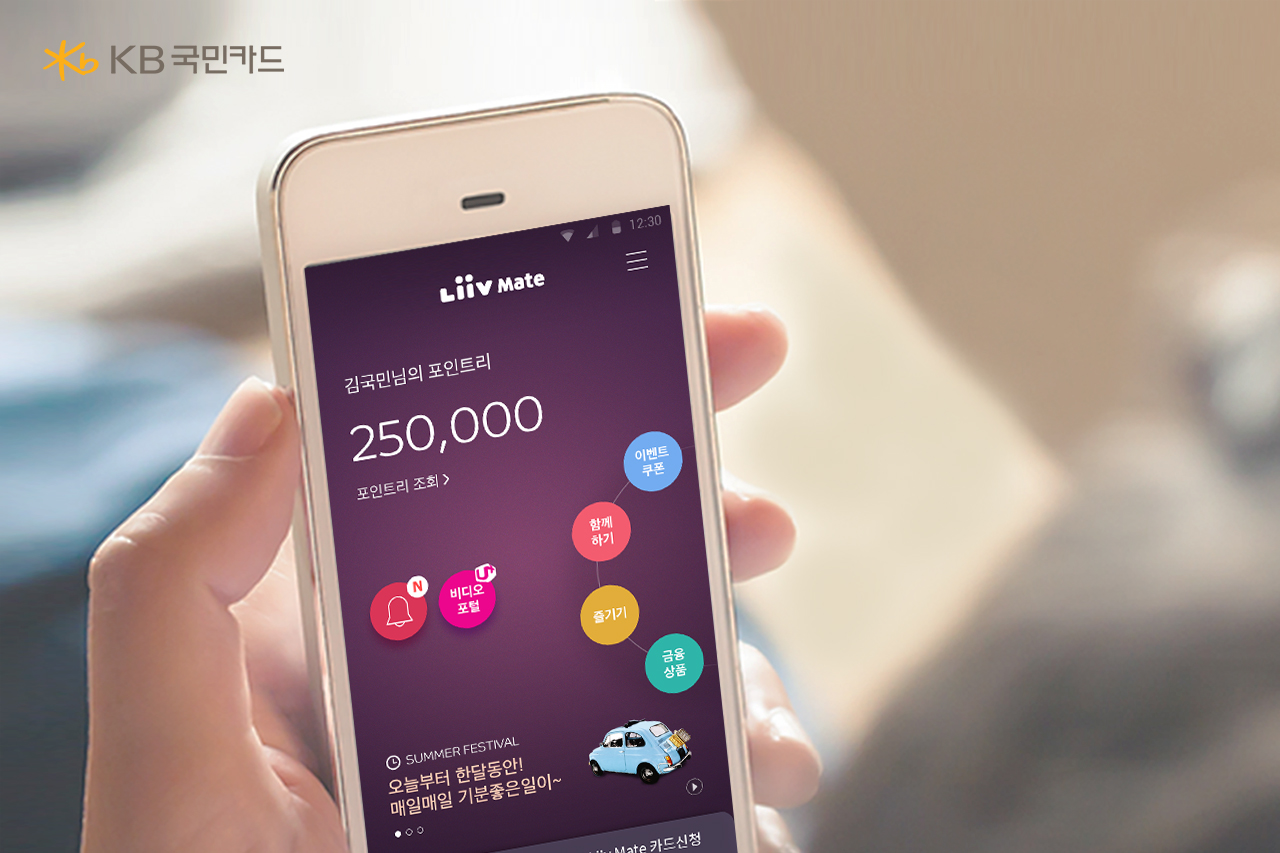 KB 국민카드
12:30
Liiv Mate
김국민님의 포인트리
250,000
포인트리 조회
이벤트
쿠폰
함께
하기
N
U+
비디오
포털
즐기기
금융
상품
SUMMER FESTIVAL
오늘부터 한달동안!
매일매일 기분좋은일이~
Liiv Mate 카드신청